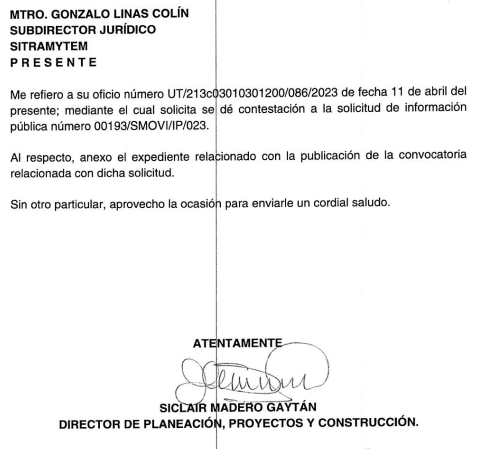 MTRO. GONZALO LINAS COLÍN
SUBDIRECTOR JURÍDICO
SITRAMYTEM
P R E S E N T E
Me refiero a su oficio número UT/213c03010301200/086/2023 de fecha 11 de abril del
presente; mediante el cual solicita se dé contestación a la solicitud de información
pública número 00193/SMOVI/IP/023.
Al respecto, anexo el expediente relacionado con la publicación de la convocatoria
relacionada con dicha solicitud.
Sin otro particular, aprovecho la ocasión para enviarle un cordial saludo.
ATENTAMENTE
SICLAIR MADERO GAYTÁN
DIRECTOR DE PLANEACIÓN, PROYECTOS Y CONSTRUCCIÓN.